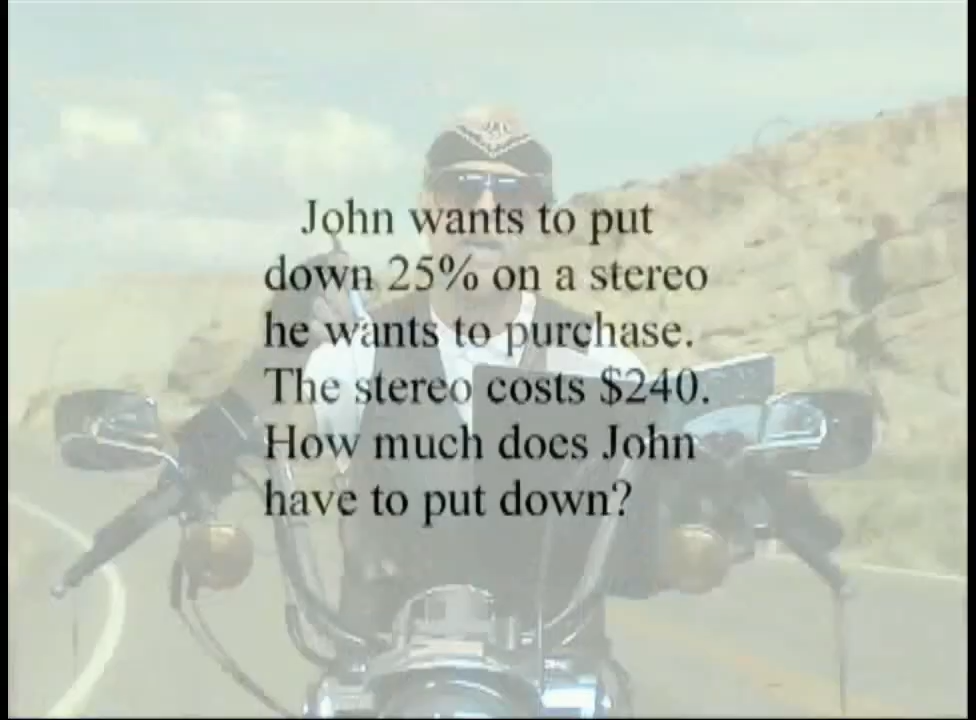 John wants to put
down 25% on a stereo
he wants to purchase.
The stereo costs $240.
How much does John
have to put down?